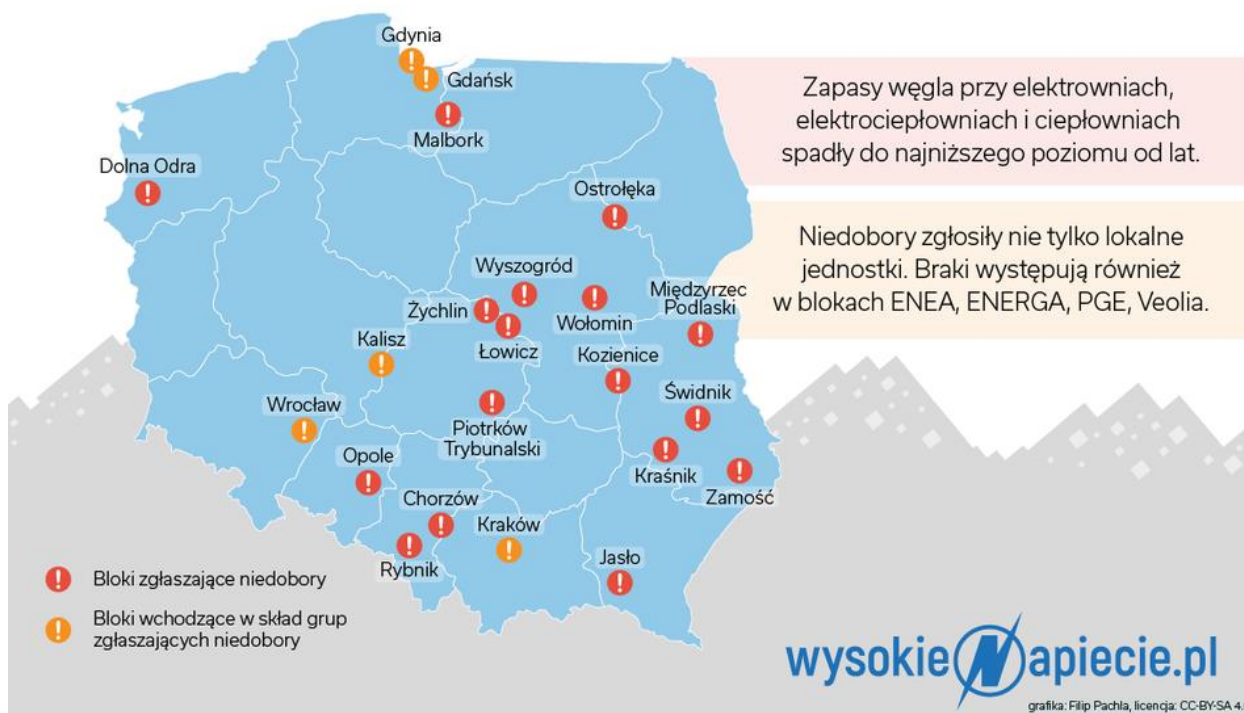 Gdynia
Gdańsk
Malbork
Dolna Odra
Ostrołęka
Zapasy węgla przy elektrowniach,
elektrociepłowniach i ciepłowniach
spadły do najniższego poziomu od lat.
Niedobory zgłosiły nie tylko lokalne
jednostki. Braki występują również
w blokach ENEA, ENERGA, PGE, Veolia.
Wyszogród
Żychlin
Łowicz
Wołomin
Międzyrzec
Podlaski
Kalisz
Kozienice
Świdnik
Wrocław
Piotrków
Trybunalski
Opole
Kraśnik
Zamość
Chorzów
Kraków
Rybnik
Jasło
Bloki zgłaszające niedobory
Bloki wchodzące w skład grup
zgłaszających niedobory
wysokieNapiecie.pl
grafika: Filip Pachla, licencja: CC-BY-SA 4.